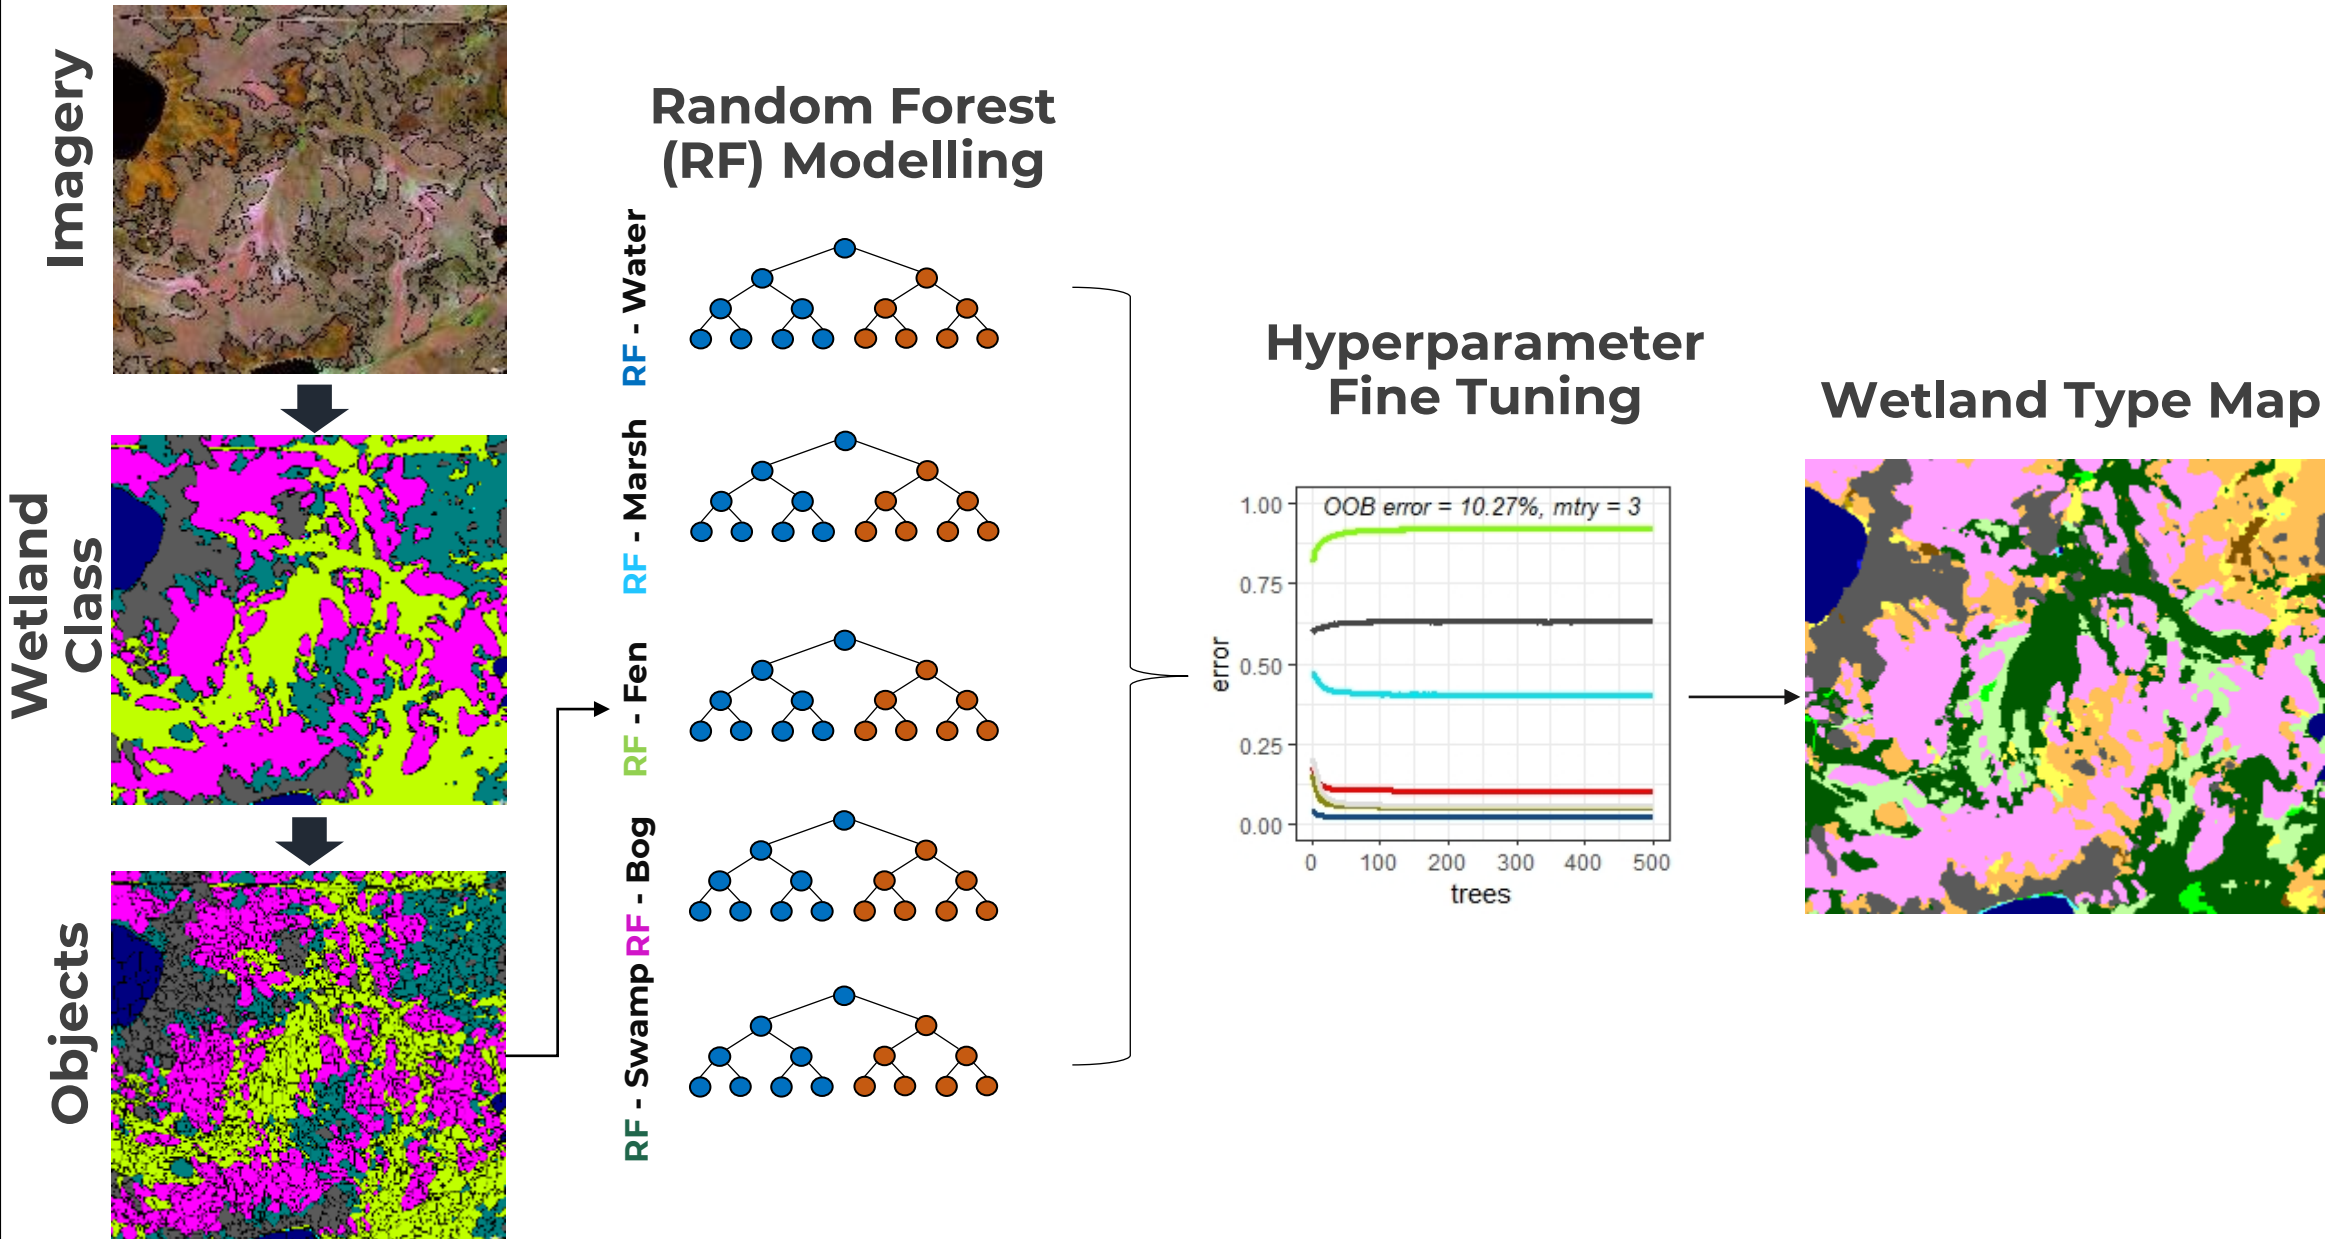 Imagery
Wetland
Class
Objects
Random Forest
(RF) Modelling
RF - Water
RF - Marsh
RF - Fen
RF - Bog
RF - Swamp
Hyperparameter
Fine Tuning
OOB error = 10.27%, mtry = 3
1.00
0.75
0.50
0.25
0.00
error
0 100 200 300 400 500
trees
Wetland Type Map